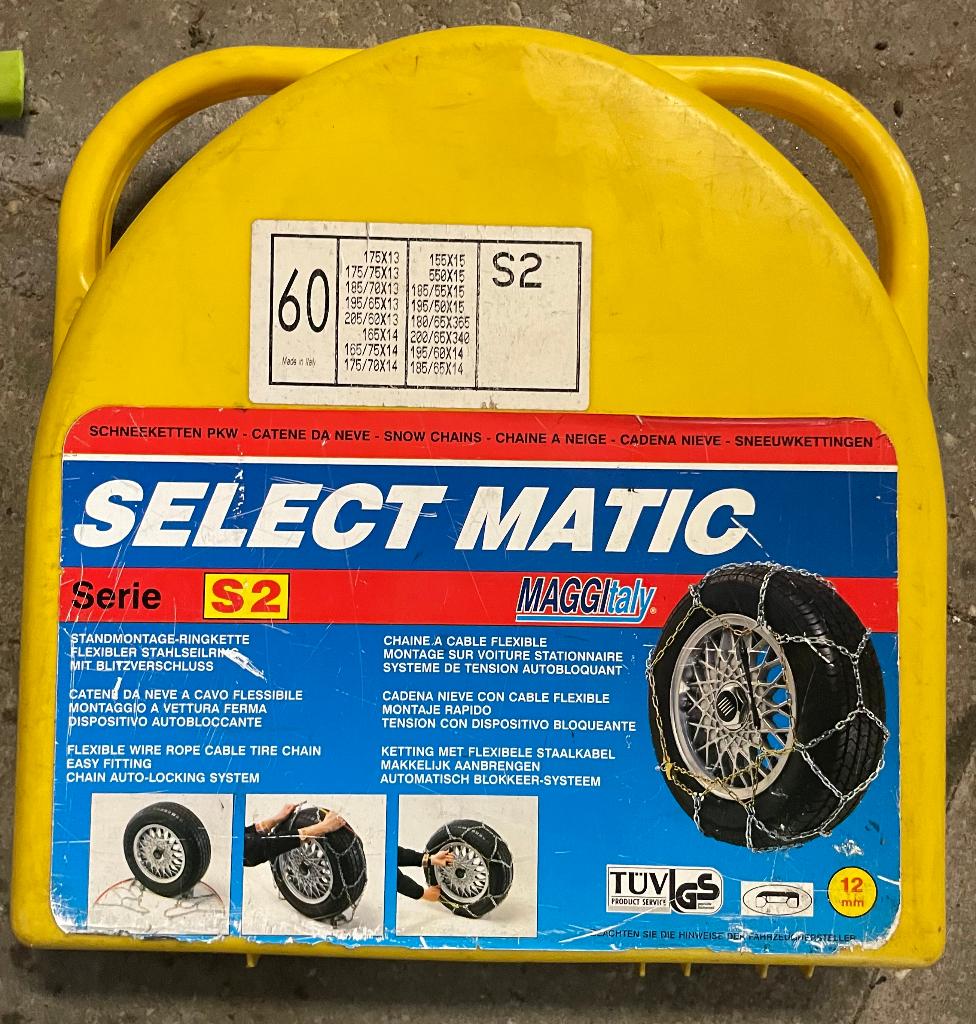 60
Made in Italy
175X13
175/75X13
185/70X13
195/65X13
205/60X13
165X14
165/75X14
175/70X14
155X15
550X15
185/55X15
195/50X15
180/65X365
200/65X340
195/60X14
185/65X14
S2
SCHNEEKETTEN PKW - CATENE DA NEVE - SNOW CHAINS - CHAINE A NEIGE - CADENA NIEVE - SNEEUWKETTINGEN
SELECT MATIC
Serie S2
MAGGItaly®
STANDMONTAGE-RINGKETTE
FLEXIBLER STAHLSEILRING
MIT BLITZVERSCHLUSS
CATENE DA NEVE A CAVO FLESSIBILE
MONTAGGIO A VETTURA FERMA
DISPOSITIVO AUTOBLOCCANTE
FLEXIBLE WIRE ROPE CABLE TIRE CHAIN
EASY FITTING
CHAIN AUTO-LOCKING SYSTEM
CHAINE A CABLE FLEXIBLE
MONTAGE SUR VOITURE STATIONNAIRE
SYSTEME DE TENSION AUTOBLOQUANT
CADENA NIEVE CON CABLE FLEXIBLE
MONTAJE RAPIDO
TENSION CON DISPOSITIVO BLOQUEANTE
KETTING MET FLEXIBELE STAALKABEL
MAKKELIJK AANBRENGEN
AUTOMATISCH BLOKKEER-SYSTEEM
TÜV
PRODUCT SERVICE
GS
12
mm
SIE DIE HINWEISE DER FAHRZEUGHERSTELLER